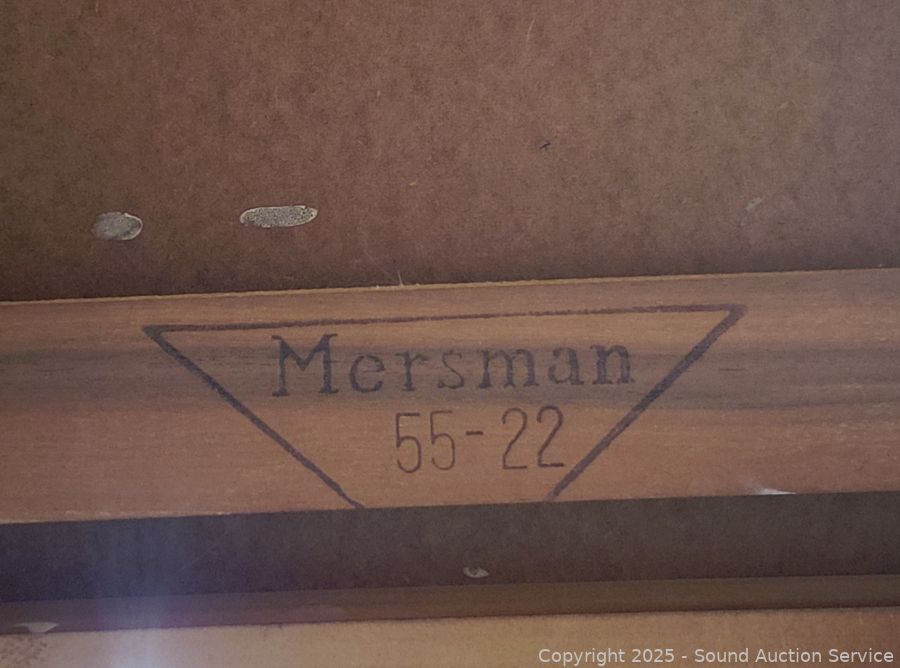 Mersman
55-22
Copyright 2025 - Sound Auction Service